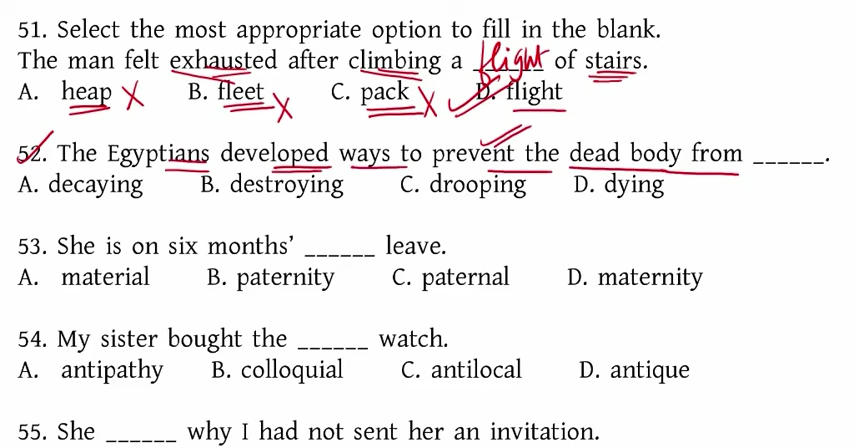 51. Select the most appropriate option to fill in the blank.
The man felt exhausted after climbing a flight of stairs.
A. heap X B. fleet X C. pack X D. flight
52. The Egyptians developed ways to prevent the dead body from ______.
A. decaying B. destroying C. drooping D. dying
53. She is on six months’ ______ leave.
A. material B. paternity C. paternal D. maternity
54. My sister bought the ______ watch.
A. antipathy B. colloquial C. antilocal D. antique
55. She ______ why I had not sent her an invitation.